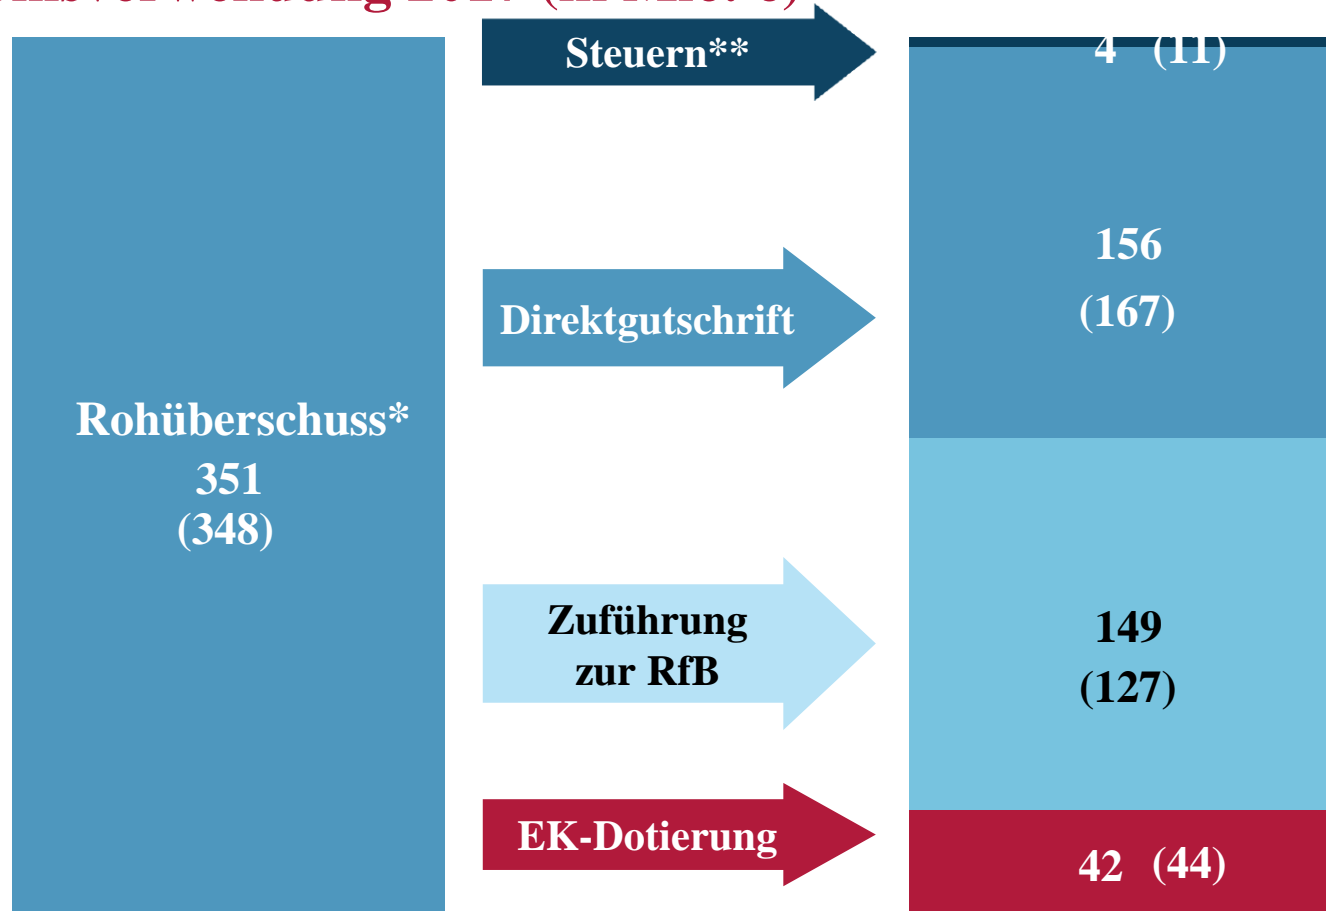 Steuern**
4 (11)
156
(167)
Direktgutschrift
Rohüberschuss*
351
(348)
Zuführung
zur RfB
149
(127)
EK-Dotierung
42 (44)